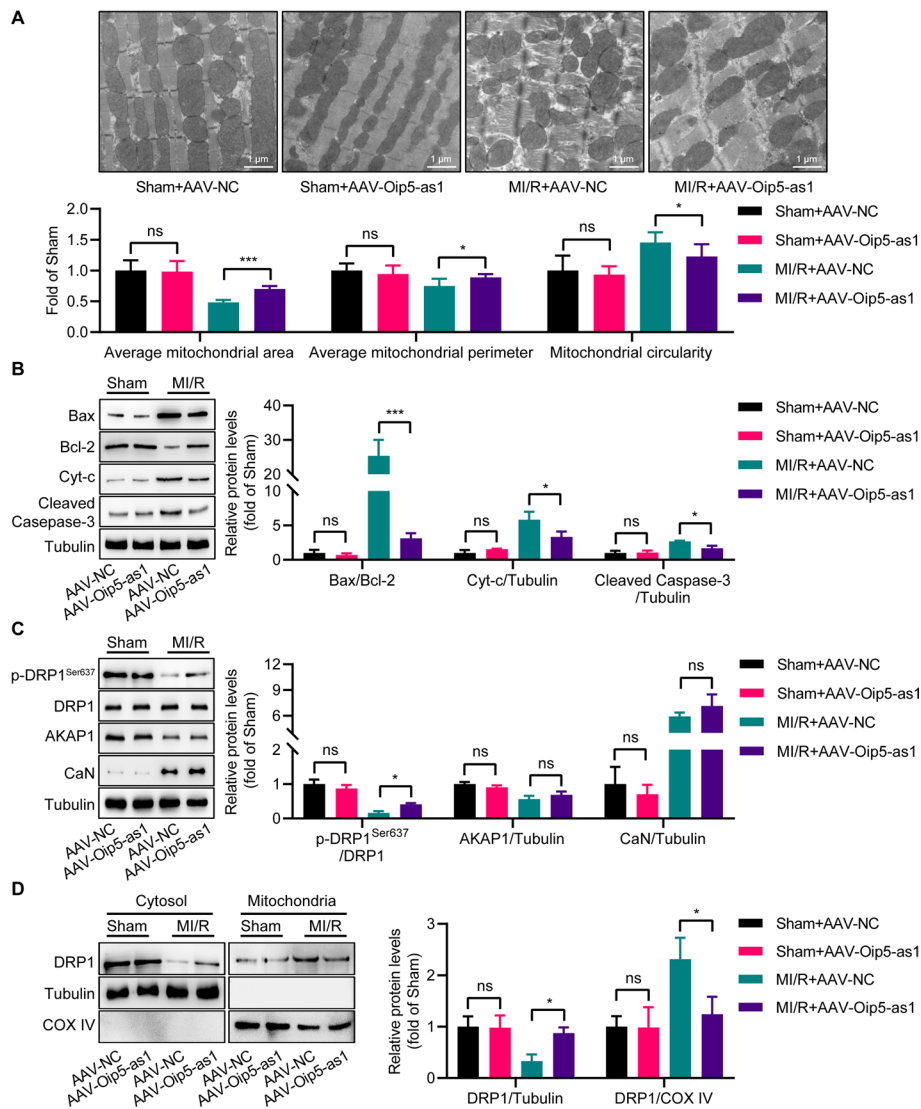 A
1 μm
1 μm
1 μm
1 μm
Sham+AAV-NC
Sham+AAV-Oip5-as1
MI/R+AAV-NC
MI/R+AAV-Oip5-as1
Fold of Sham
2.0
1.5
1.0
0.5
0.0
ns
***
ns
*
ns
*
Average mitochondrial area
Average mitochondrial perimeter
Mitochondrial circularity
Sham+AAV-NC
Sham+AAV-Oip5-as1
MI/R+AAV-NC
MI/R+AAV-Oip5-as1
B
Sham
MI/R
Bax
Bcl-2
Cyt-c
Cleaved
Casepase-3
Tubulin
AAV-NC
AAV-Oip5-as1
AAV-NC
AAV-Oip5-as1
Relative protein levels
(fold of Sham)
40
30
20
10
5
0
ns
***
ns
*
ns
*
Bax/Bcl-2
Cyt-c/Tubulin
Cleaved Caspase-3
/Tubulin
Sham+AAV-NC
Sham+AAV-Oip5-as1
MI/R+AAV-NC
MI/R+AAV-Oip5-as1
C
Sham
MI/R
p-DRP1Ser637
DRP1
AKAP1
CaN
Tubulin
AAV-NC
AAV-Oip5-as1
AAV-NC
AAV-Oip5-as1
Relative protein levels
(fold of Sham)
12
9
6
2
1
0
ns
*
ns
ns
ns
ns
p-DRP1Ser637
/DRP1
AKAP1/Tubulin
CaN/Tubulin
Sham+AAV-NC
Sham+AAV-Oip5-as1
MI/R+AAV-NC
MI/R+AAV-Oip5-as1
D
Cytosol
Mitochondria
Sham
MI/R
Sham
MI/R
DRP1
Tubulin
COX IV
AAV-NC
AAV-Oip5-as1
AAV-NC
AAV-Oip5-as1
AAV-NC
AAV-Oip5-as1
AAV-NC
AAV-Oip5-as1
Relative protein levels
(fold of Sham)
3
2
1
0
ns
*
ns
*
DRP1/Tubulin
DRP1/COX IV
Sham+AAV-NC
Sham+AAV-Oip5-as1
MI/R+AAV-NC
MI/R+AAV-Oip5-as1